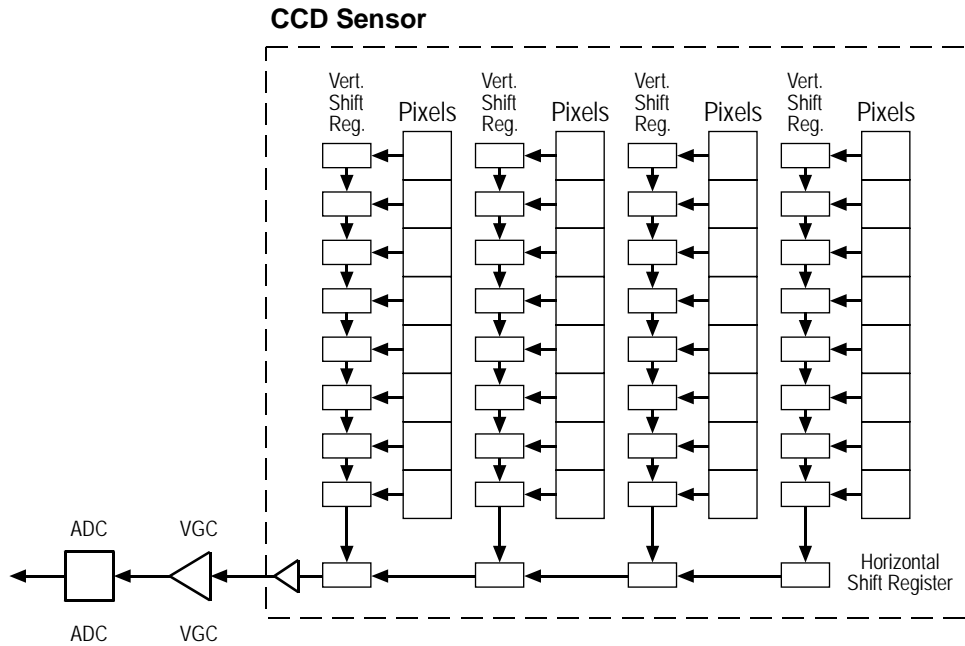 CCD Sensor
Vert.
Shift
Reg.
Pixels
Vert.
Shift
Reg.
Pixels
Vert.
Shift
Reg.
Pixels
Vert.
Shift
Reg.
Pixels
ADC
VGC
Horizontal
Shift Register
ADC
VGC